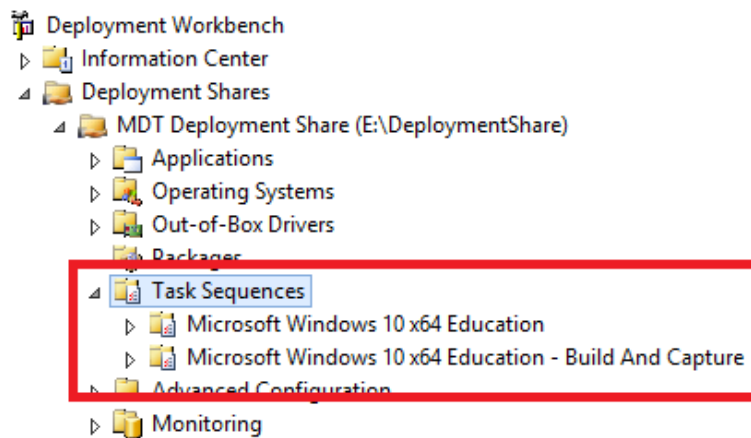 Deployment Workbench
Information Center
Deployment Shares
MDT Deployment Share (E:\DeploymentShare)
Applications
Operating Systems
Out-of-Box Drivers
Packages
Task Sequences
Microsoft Windows 10 x64 Education
Microsoft Windows 10 x64 Education - Build And Capture
Advanced Configuration
Monitoring